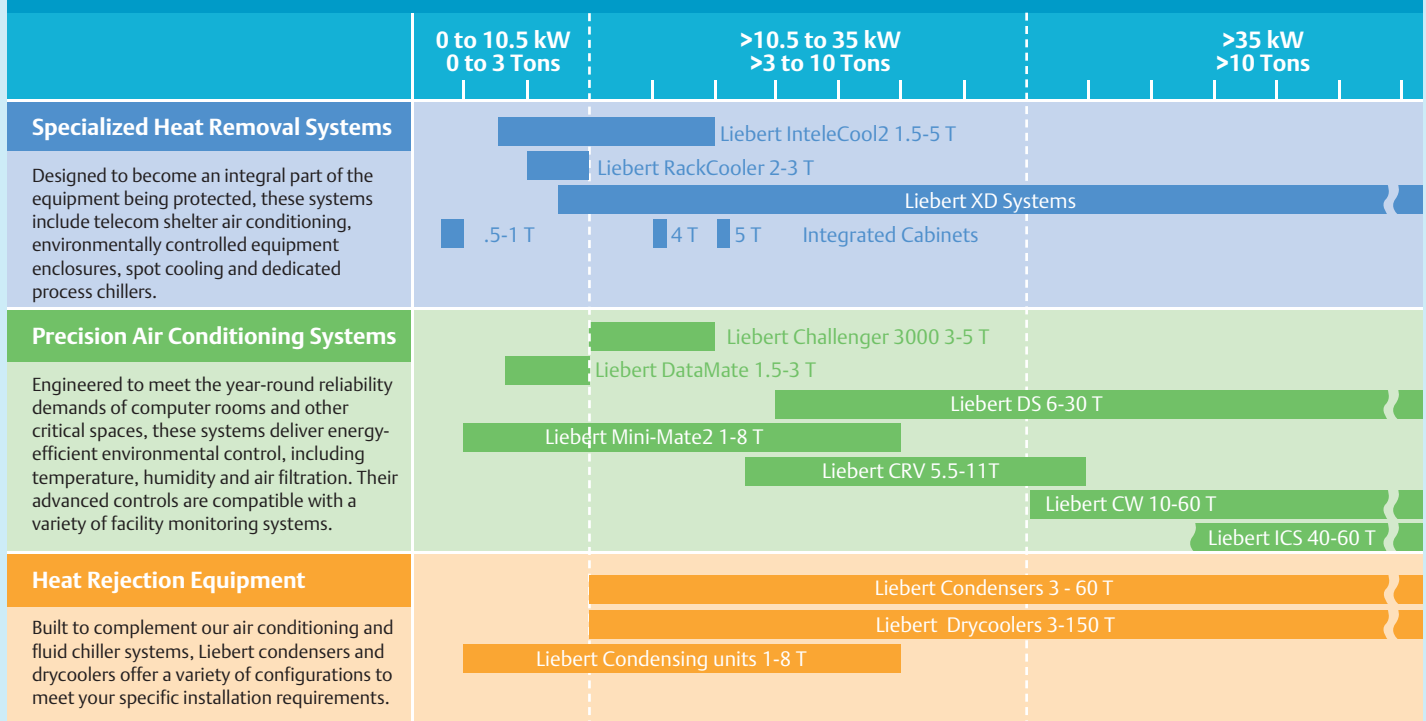 0 to 10.5 kW
0 to 3 Tons
>10.5 to 35 kW
>3 to 10 Tons
>35 kW
>10 Tons
Specialized Heat Removal Systems
Designed to become an integral part of the
equipment being protected, these systems
include telecom shelter air conditioning,
environmentally controlled equipment
enclosures, spot cooling and dedicated
process chillers.
Liebert InteleCool2 1.5-5 T
Liebert RackCooler 2-3 T
Liebert XD Systems
.5-1 T
4 T
5 T
Integrated Cabinets
Precision Air Conditioning Systems
Engineered to meet the year-round reliability
demands of computer rooms and other
critical spaces, these systems deliver energy-
efficient environmental control, including
temperature, humidity and air filtration. Their
advanced controls are compatible with a
variety of facility monitoring systems.
Liebert Challenger 3000 3-5 T
Liebert DataMate 1.5-3 T
Liebert DS 6-30 T
Liebert Mini-Mate2 1-8 T
Liebert CRV 5.5-11T
Liebert CW 10-60 T
Liebert ICS 40-60 T
Heat Rejection Equipment
Built to complement our air conditioning and
fluid chiller systems, Liebert condensers and
drycoolers offer a variety of configurations to
meet your specific installation requirements.
Liebert Condensers 3 - 60 T
Liebert Drycoolers 3-150 T
Liebert Condensing units 1-8 T